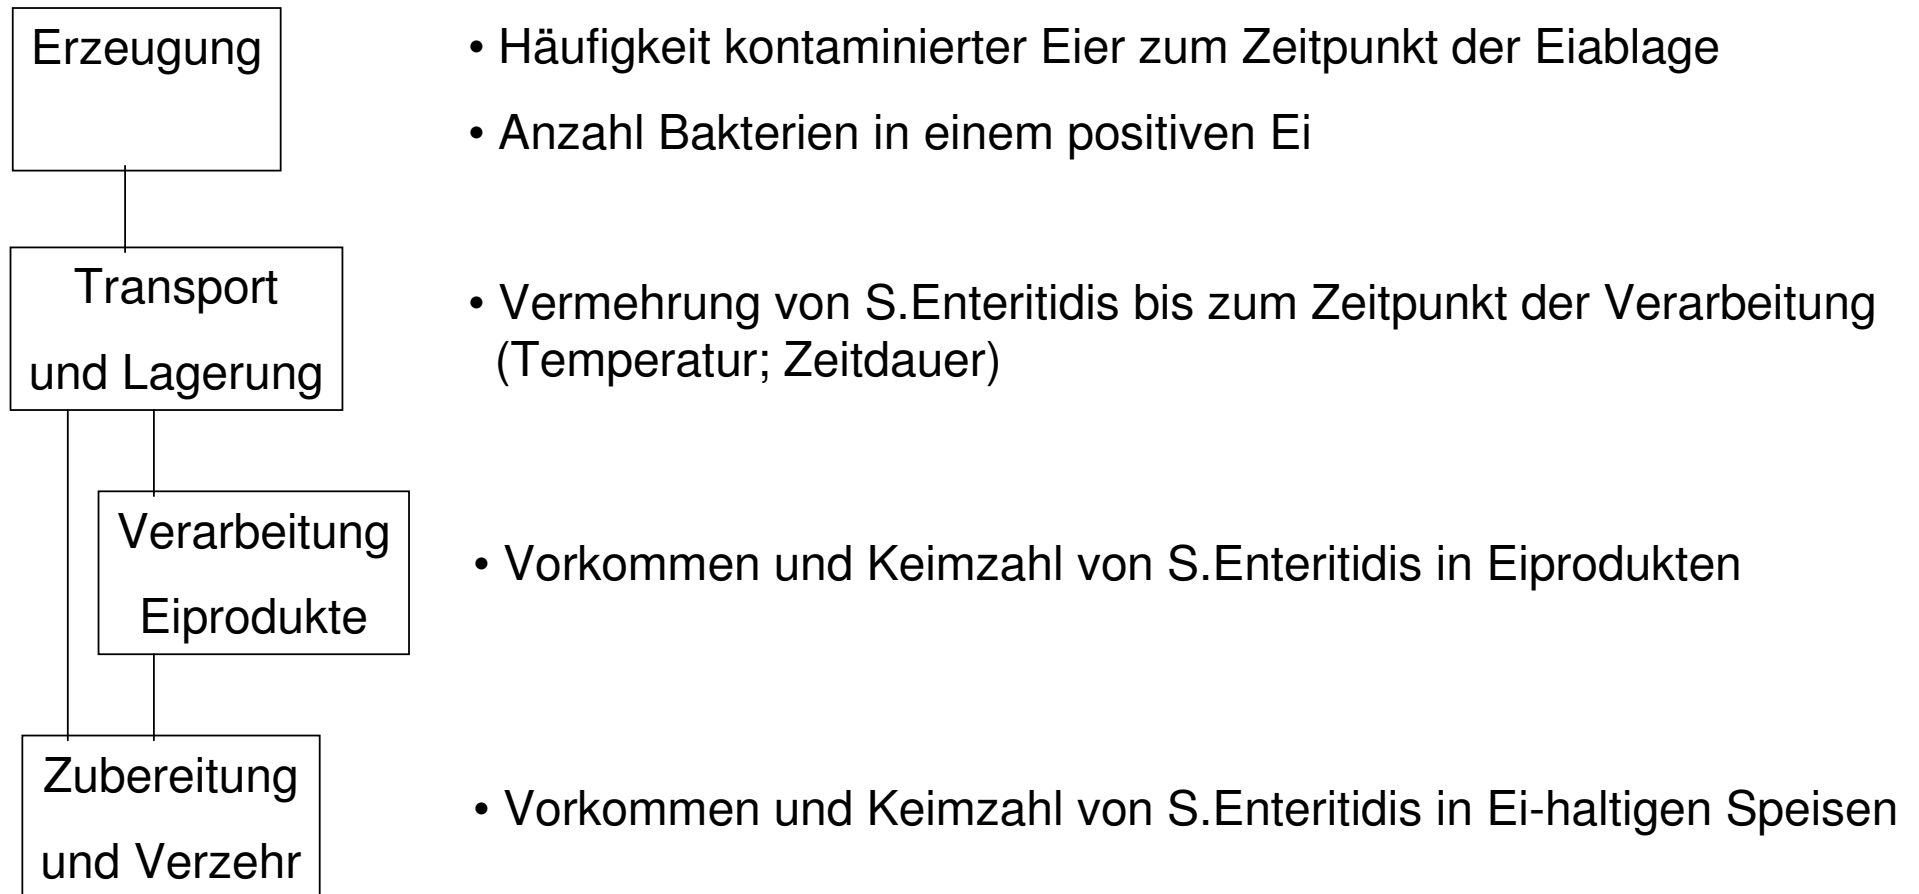 Erzeugung
• Häufigkeit kontaminierter Eier zum Zeitpunkt der Eiablage
• Anzahl Bakterien in einem positiven Ei
Transport
und Lagerung
• Vermehrung von S.Enteritidis bis zum Zeitpunkt der Verarbeitung
(Temperatur; Zeitdauer)
Verarbeitung
Eiprodukte
• Vorkommen und Keimzahl von S.Enteritidis in Eiprodukten
Zubereitung
und Verzehr
• Vorkommen und Keimzahl von S.Enteritidis in Ei-haltigen Speisen